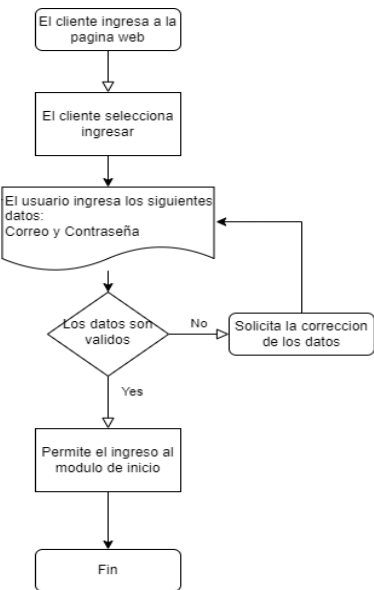 El cliente ingresa a la
pagina web
El cliente selecciona
ingresar
El usuario ingresa los siguientes
datos:
Correo y Contraseña
Los datos son
validos
No
Solicita la correccion
de los datos
Yes
Permite el ingreso al
modulo de inicio
Fin